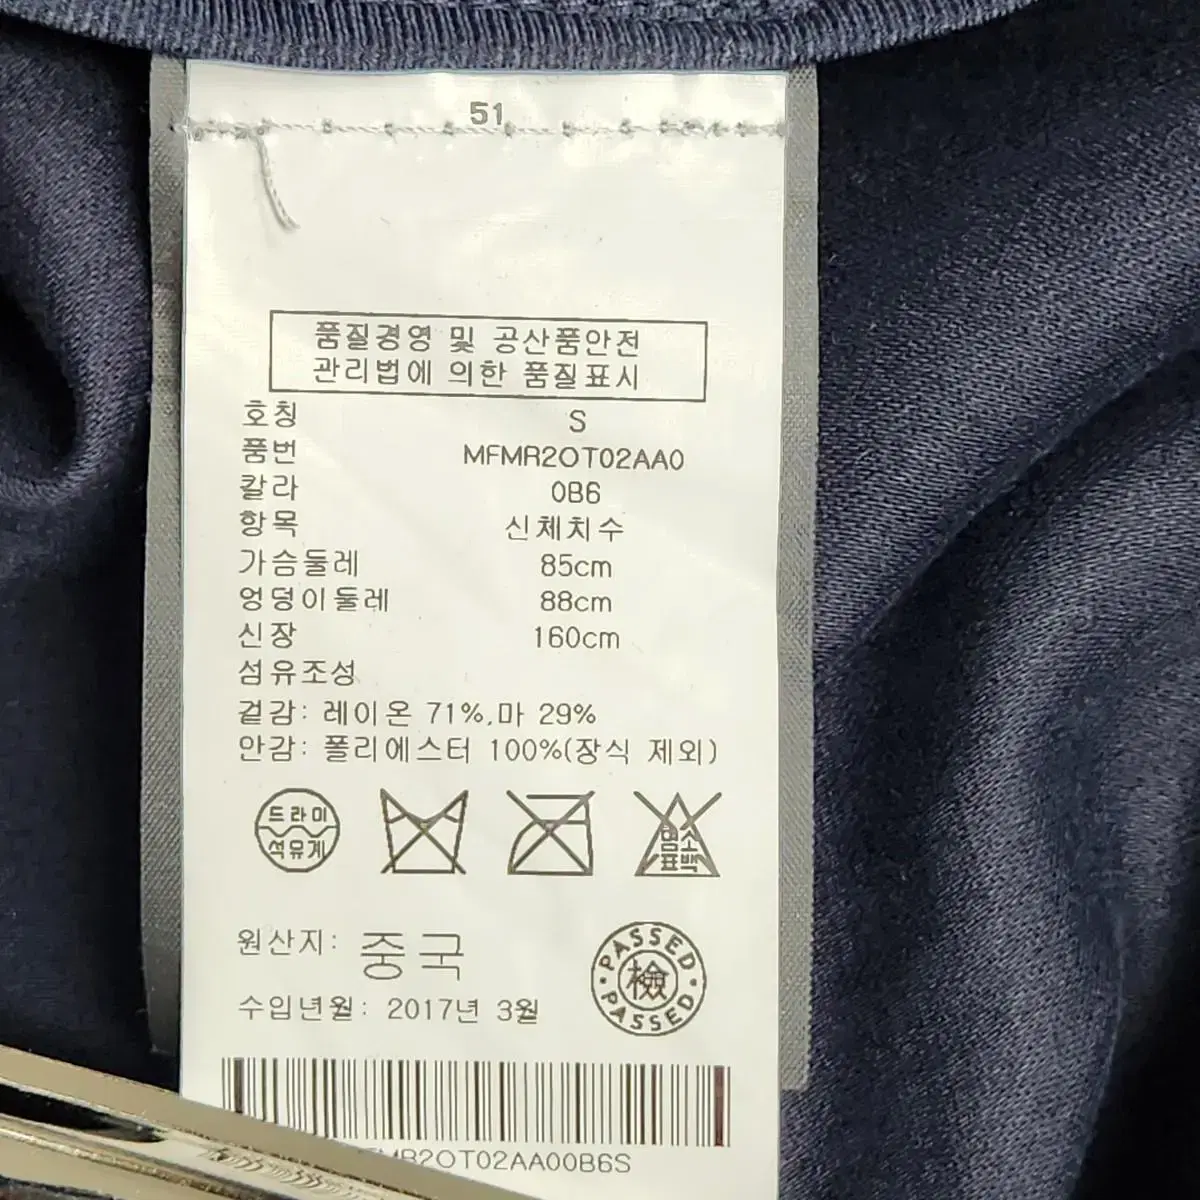 51
품질경영 및 공산품안전
관리법에 의한 품질표시
호칭 S
품번 MFMR2OT02AA0
칼라 0B6
항목 신체치수
가슴둘레 85cm
엉덩이둘레 88cm
신장 160cm
섬유조성
겉감: 레이온 71%,마 29%
안감: 폴리에스터 100%(장식 제외)
드라이
석유계
염소
표백
원산지: 중국
수입년월: 2017년 3월
PASSED
檢
PASSED
MR2OT02AA00B6S